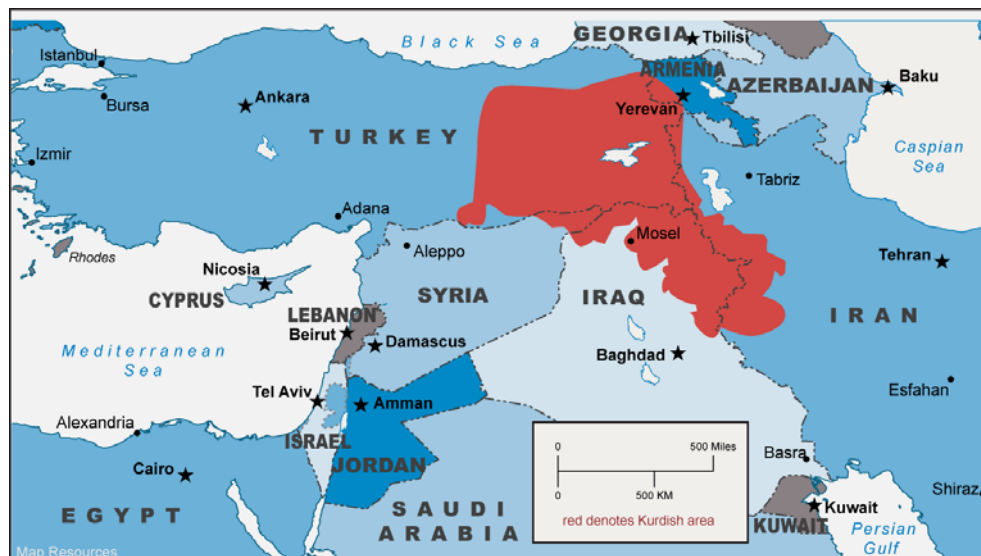 Black Sea
GEORGIA
Tbilisi
Istanbul
ARMENIA
AZERBAIJAN
Baku
Bursa
Ankara
Yerevan
TURKEY
Caspian
Sea
Izmir
Tabriz
Adana
Mosel
Aleppo
Rhodes
Nicosia
Tehran
CYPRUS
SYRIA
IRAQ
LEBANON
IRAN
Beirut
Damascus
Baghdad
Mediterranean
Sea
Esfahan
Tel Aviv
Amman
Alexandria
ISRAEL
0
500 Miles
JORDAN
Basra
Cairo
0
500 KM
Shiraz
SAUDI
ARABIA
EGYPT
red denotes Kurdish area
KUWAIT
Kuwait
Persian
Gulf
Map Resources